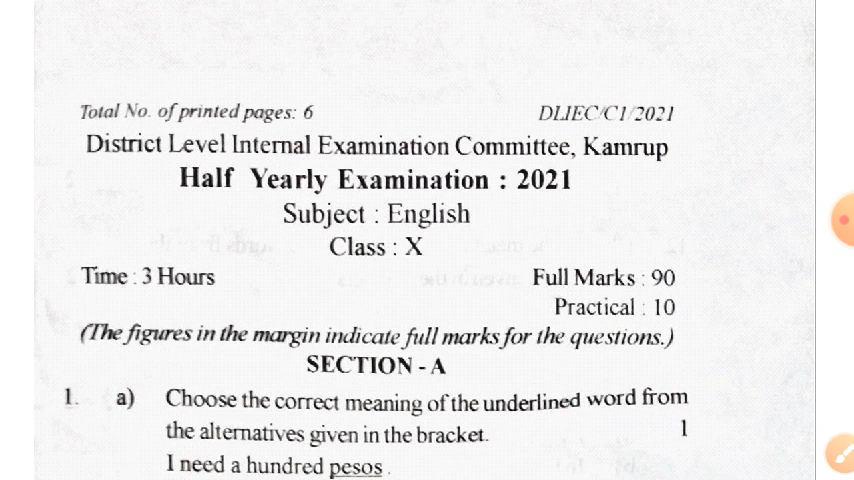 Total No. of printed pages: 6 DLIEC/C1/2021
District Level Internal Examination Committee, Kamrup
Half Yearly Examination : 2021
Subject : English
Class : X
Time : 3 Hours Full Marks : 90
Practical : 10
(The figures in the margin indicate full marks for the questions.)
SECTION - A
1. a) Choose the correct meaning of the underlined word from
the alternatives given in the bracket. 1
I need a hundred pesos .